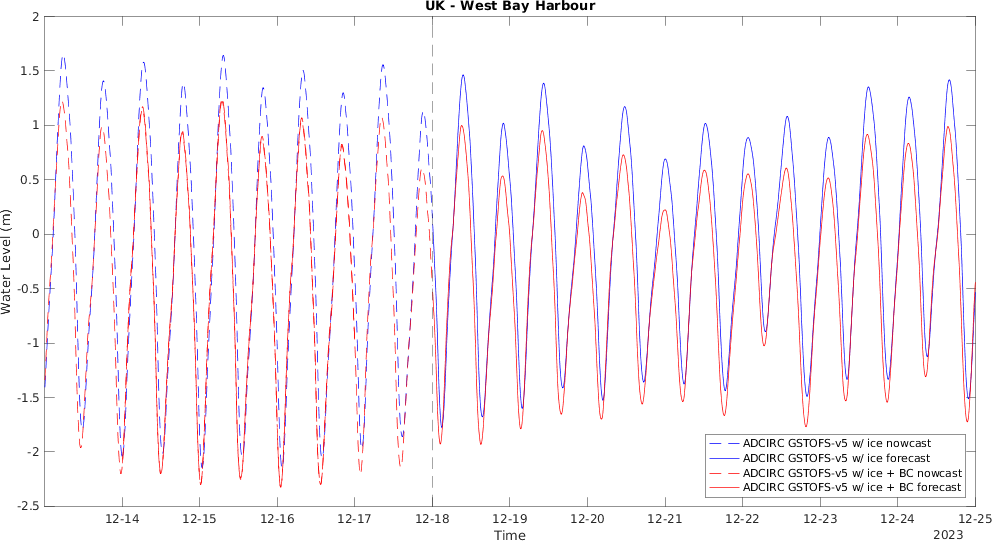 UK - West Bay Harbour
2
1.5
1
0.5
0
-0.5
-1
-1.5
-2
-2.5
Water Level (m)
12-14 12-15 12-16 12-17 12-18 12-19 12-20 12-21 12-22 12-23 12-24 12-25
Time
2023
ADCIRC GSTOFS-v5 w/ ice nowcast
ADCIRC GSTOFS-v5 w/ ice forecast
ADCIRC GSTOFS-v5 w/ ice + BC nowcast
ADCIRC GSTOFS-v5 w/ ice + BC forecast